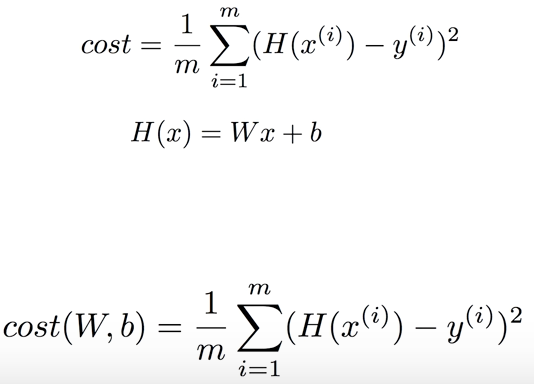 cost = \frac{1}{m} \sum_{i=1}^{m} (H(x^{(i)}) - y^{(i)})^2
H(x) = Wx + b
cost(W, b) = \frac{1}{m} \sum_{i=1}^{m} (H(x^{(i)}) - y^{(i)})^2